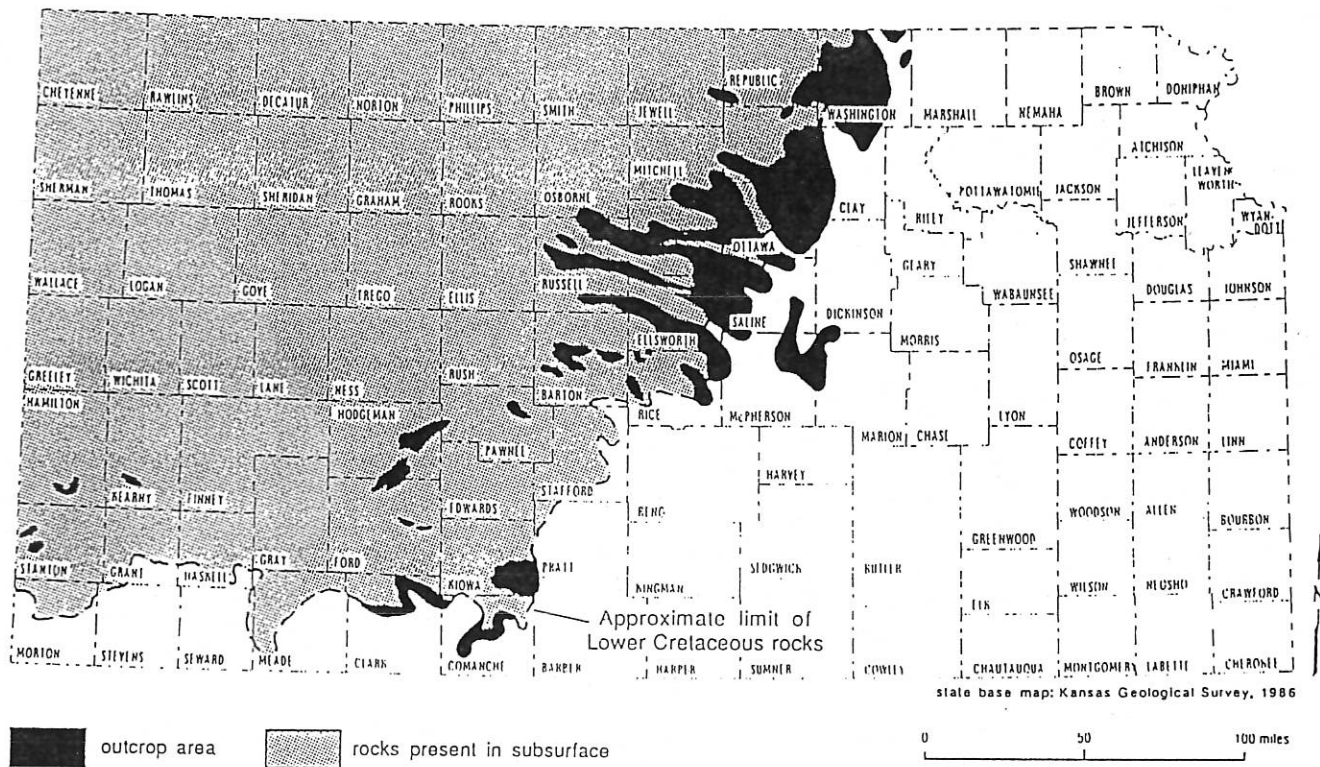 REPUBLIC
CHEYENNE
RAWLINS
DECATUR
NORTON
PHILLIPS
SMITH
JEWELL
WASHINGTON
MARSHALL
NEMAHA
BROWN
DONIPHAN
ATCHISON
SHERMAN
THOMAS
SHERIDAN
GRAHAM
ROOKS
OSBORNE
MITCHELL
CLAY
RILEY
POTTAWATOMIE
JACKSON
LEAVEN
WORTH
JEFFERSON
WYAN-
DOTT
OTTAWA
GEARY
SHAWNEE
WALLACE
LOGAN
GOVE
TREGO
ELLIS
RUSSELL
WABAUNSEE
DOUGLAS
JOHNSON
SALINE
DICKINSON
ELLSWORTH
MORRIS
OSAGE
FRANKLIN
MIAMI
GREELEY
WICHITA
SCOTT
LANE
NESS
RUSH
BARTON
RICE
McPHERSON
HAMILTON
HODGEMAN
PAWNEE
MARION
CHASE
LYON
COFFEY
ANDERSON
LINN
HARVEY
KEARNY
FINNEY
EDWARDS
STAFFORD
RENO
WOODSON
ALLEN
BOURBON
GREENWOOD
STANTON
GRANT
HASKELL
GRAY
FORD
KIOWA
PRATT
KINGMAN
SEDGWICK
BUTLER
ELK
WILSON
NEOSHO
CRAWFORD
Approximate limit of
Lower Cretaceous rocks
MORTON
STEVENS
SEWARD
MEADE
CLARK
COMANCHE
BARPER
HARPER
SUMNER
COWLEY
CHAUTAUQUA
MONTGOMERY
LABETTE
CHEROKEE
state base map: Kansas Geological Survey, 1986
outcrop area
rocks present in subsurface
0 50 100 miles